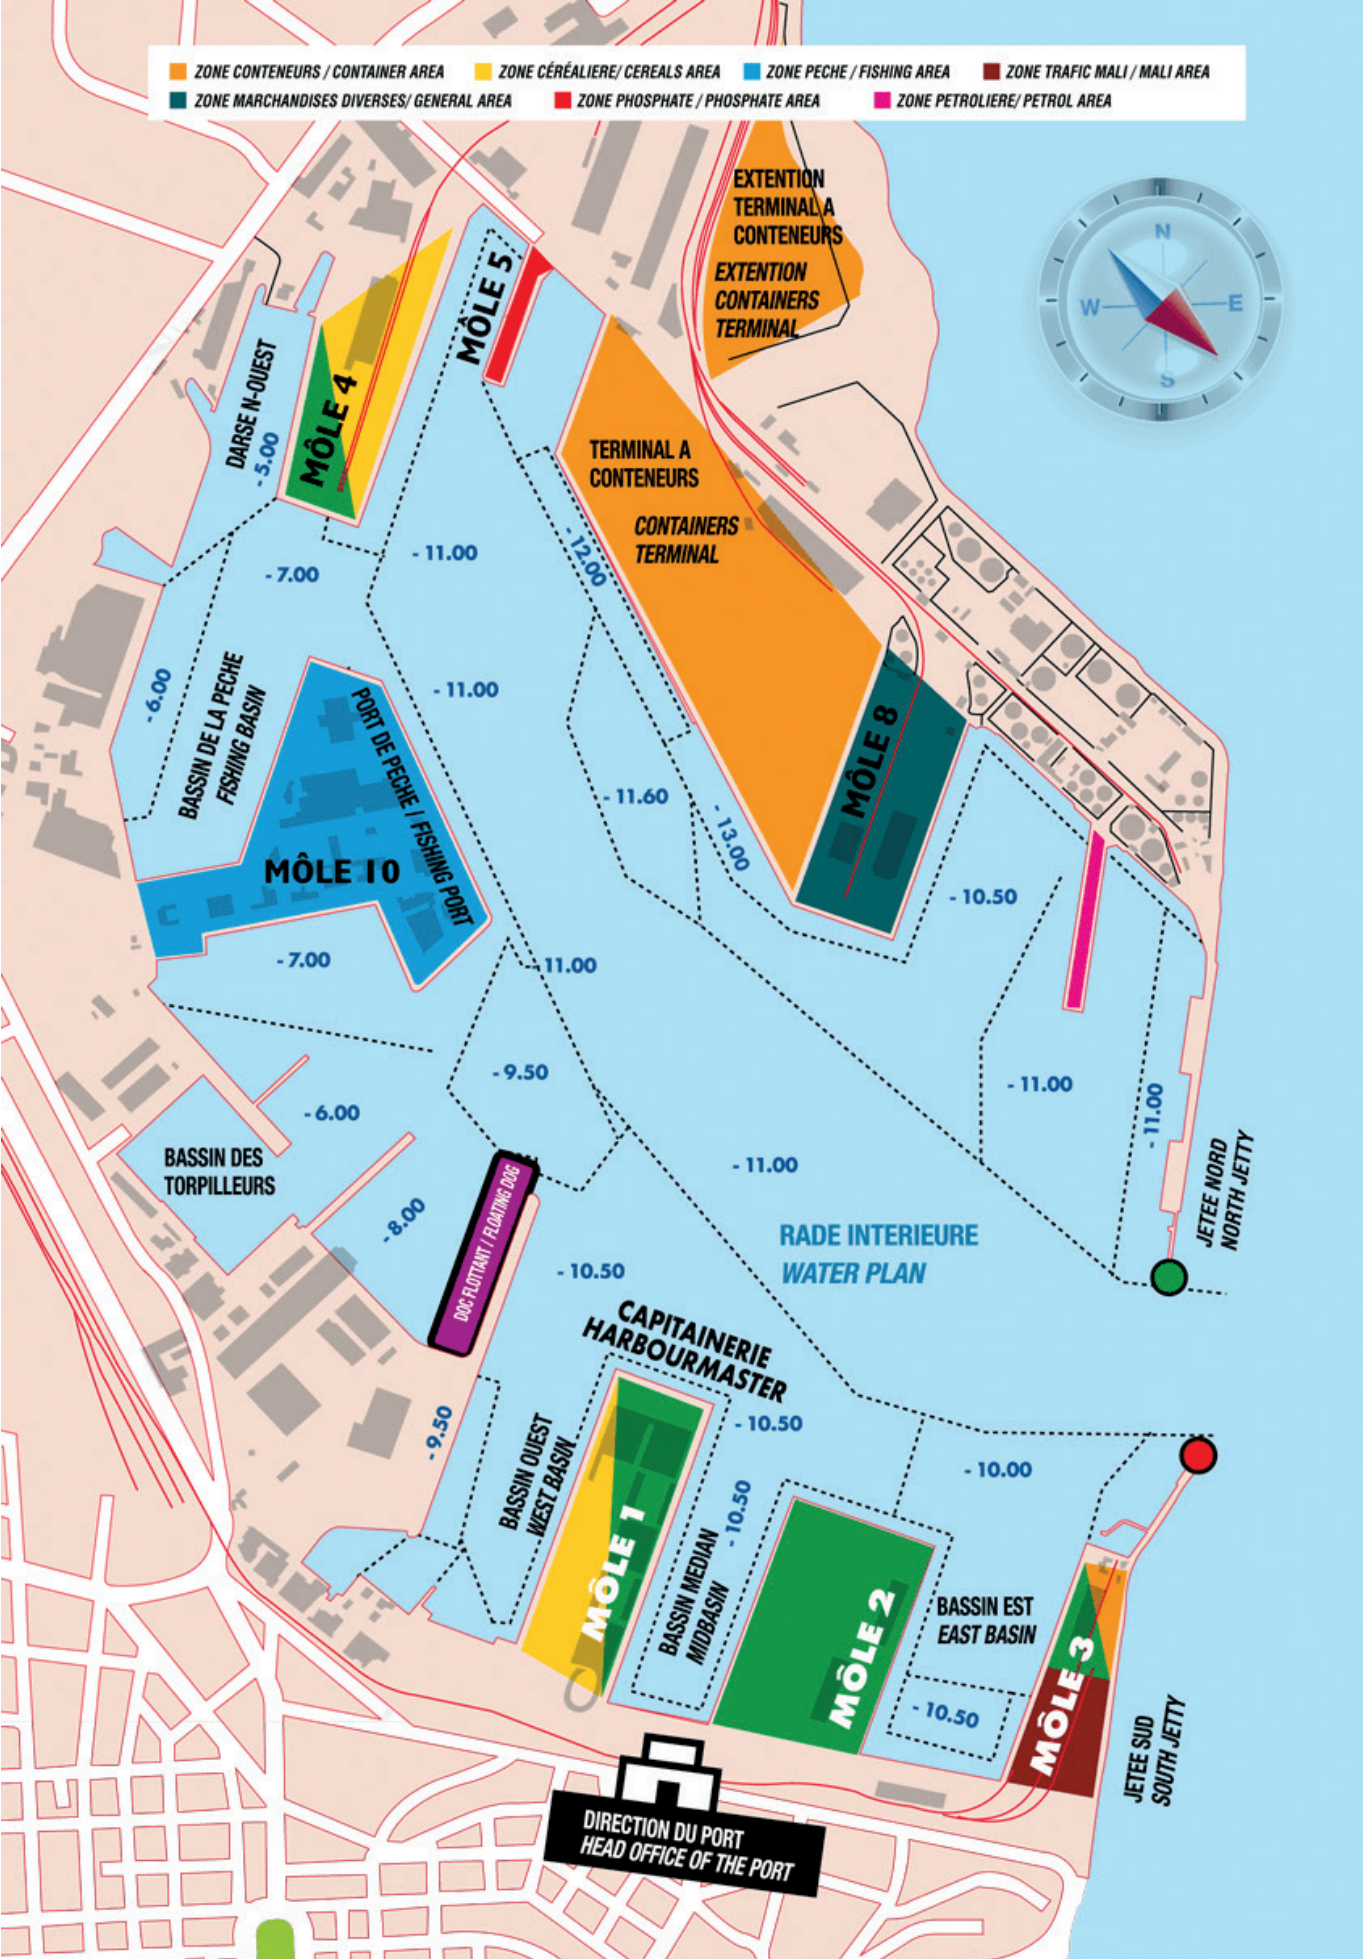 ZONE CONTENEURS / CONTAINER AREA
ZONE CÉRÉALIERE/ CEREALS AREA
ZONE PECHE / FISHING AREA
ZONE TRAFIC MALI / MALI AREA
ZONE MARCHANDISES DIVERSES/ GENERAL AREA
ZONE PHOSPHATE / PHOSPHATE AREA
ZONE PETROLIERE/ PETROL AREA
EXTENTION
TERMINAL A
CONTENEURS
EXTENTION
CONTAINERS
TERMINAL
N
W
E
S
MÔLE 5
DARSE N-OUEST
- 5.00
MÔLE 4
TERMINAL A
CONTENEURS
CONTAINERS
TERMINAL
- 12.00
- 11.00
- 7.00
- 6.00
BASSIN DE LA PECHE
FISHING BASIN
- 11.00
PORT DE PECHE / FISHING PORT
MÔLE 10
- 11.60
- 13.00
MÔLE 8
- 10.50
- 7.00
- 11.00
- 9.50
- 11.00
- 11.00
- 6.00
BASSIN DES
TORPILLEURS
- 8.00
DOC FLOTTANT / FLOATING DOG
- 11.00
JETEE NORD
NORTH JETTY
RADE INTERIEURE
WATER PLAN
- 10.50
CAPITAINERIE
HARBOURMASTER
- 9.50
BASSIN OUEST
WEST BASIN
MÔLE 1
- 10.50
- 10.50
BASSIN MEDIAN
MIDBASIN
- 10.00
MÔLE 2
BASSIN EST
EAST BASIN
- 10.50
MÔLE 3
JETEE SUD
SOUTH JETTY
DIRECTION DU PORT
HEAD OFFICE OF THE PORT